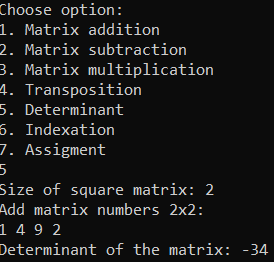 Choose option:
1. Matrix addition
2. Matrix subtraction
3. Matrix multiplication
4. Transposition
5. Determinant
6. Indexation
7. Assigment
5
Size of square matrix: 2
Add matrix numbers 2x2:
1 4 9 2
Determinant of the matrix: -34